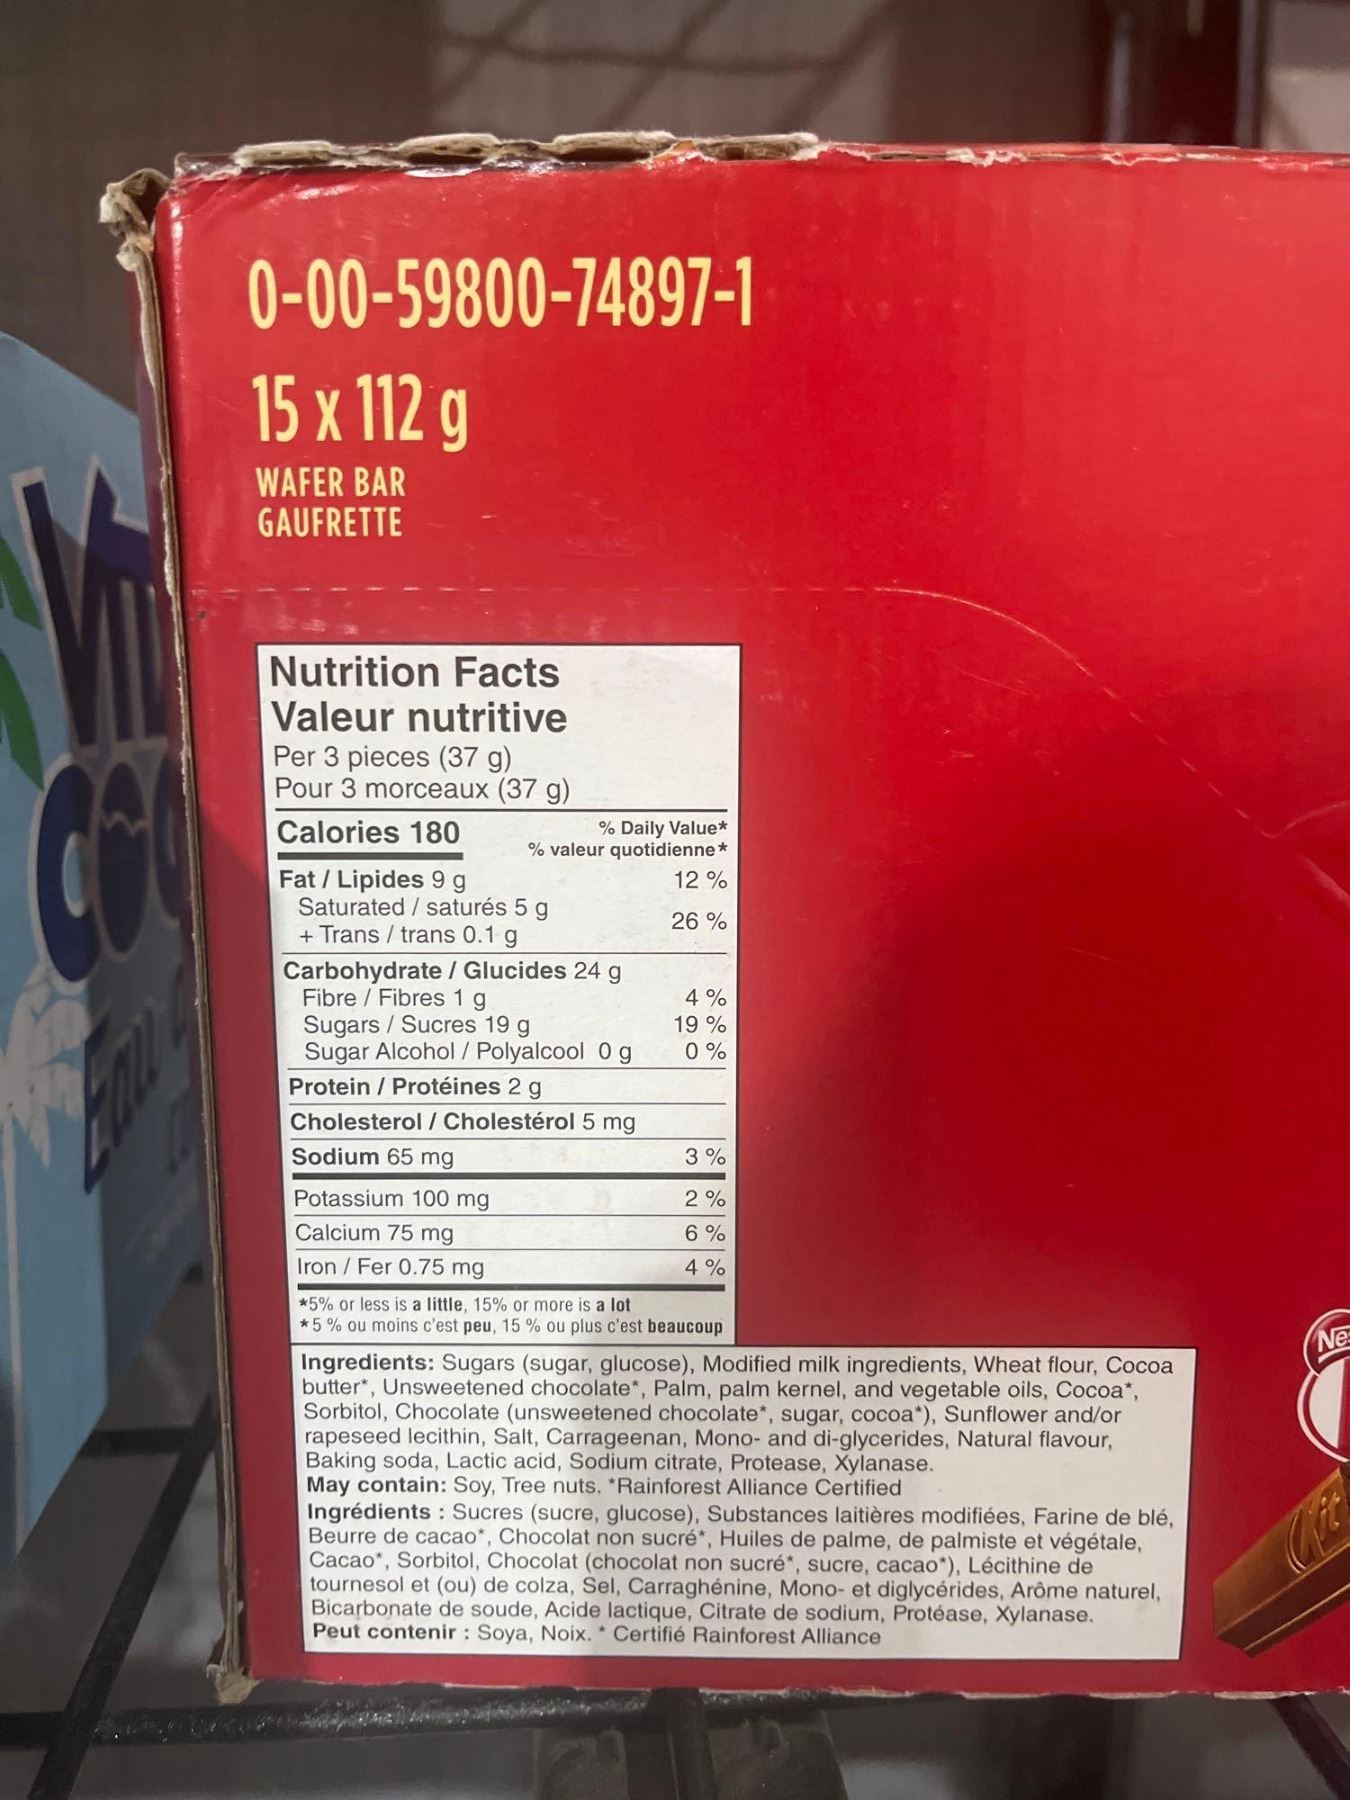 0-00-59800-74897-1
15 x 112 g
WAFER BAR
GAUFRETTE
Nutrition Facts
Valeur nutritive
Per 3 pieces (37 g)
Pour 3 morceaux (37 g)
Calories 180
% Daily Value*
% valeur quotidienne*
Fat / Lipides 9 g 12 %
Saturated / saturés 5 g
+ Trans / trans 0.1 g 26 %
Carbohydrate / Glucides 24 g
Fibre / Fibres 1 g 4 %
Sugars / Sucres 19 g 19 %
Sugar Alcohol / Polyalcool 0 g 0 %
Protein / Protéines 2 g
Cholesterol / Cholestérol 5 mg
Sodium 65 mg 3 %
Potassium 100 mg 2 %
Calcium 75 mg 6 %
Iron / Fer 0.75 mg 4 %
*5% or less is a little, 15% or more is a lot
*5 % ou moins c'est peu, 15 % ou plus c'est beaucoup
Ingredients: Sugars (sugar, glucose), Modified milk ingredients, Wheat flour, Cocoa
butter*, Unsweetened chocolate*, Palm, palm kernel, and vegetable oils, Cocoa*,
Sorbitol, Chocolate (unsweetened chocolate*, sugar, cocoa*), Sunflower and/or
rapeseed lecithin, Salt, Carrageenan, Mono- and di-glycerides, Natural flavour,
Baking soda, Lactic acid, Sodium citrate, Protease, Xylanase.
May contain: Soy, Tree nuts. *Rainforest Alliance Certified
Ingrédients : Sucres (sucre, glucose), Substances laitières modifiées, Farine de blé,
Beurre de cacao*, Chocolat non sucré*, Huiles de palme, de palmiste et végétale,
Cacao*, Sorbitol, Chocolat (chocolat non sucré*, sucre, cacao*), Lécithine de
tournesol et (ou) de colza, Sel, Carraghénine, Mono- et diglycérides, Arôme naturel,
Bicarbonate de soude, Acide lactique, Citrate de sodium, Protéase, Xylanase.
Peut contenir : Soya, Noix. * Certifié Rainforest Alliance
Kit
Eau